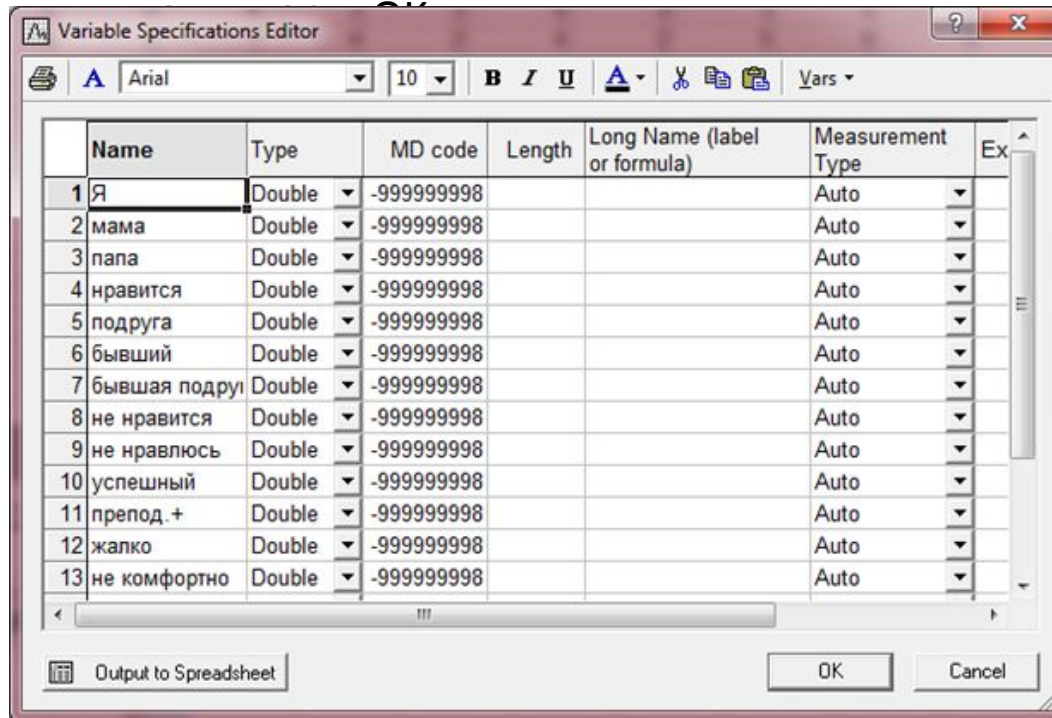 ОК
Variable Specifications Editor
Arial 10 B I U A Vars
Name Type MD code Length Long Name (label or formula) Measurement Type Ex
1 Я Double -999999998 Auto
2 мама Double -999999998 Auto
3 папа Double -999999998 Auto
4 нравится Double -999999998 Auto
5 подруга Double -999999998 Auto
6 бывший Double -999999998 Auto
7 бывшая подруг Double -999999998 Auto
8 не нравится Double -999999998 Auto
9 не нравлюсь Double -999999998 Auto
10 успешный Double -999999998 Auto
11 препод.+ Double -999999998 Auto
12 жалко Double -999999998 Auto
13 не комфортно Double -999999998 Auto
Output to Spreadsheet OK Cancel